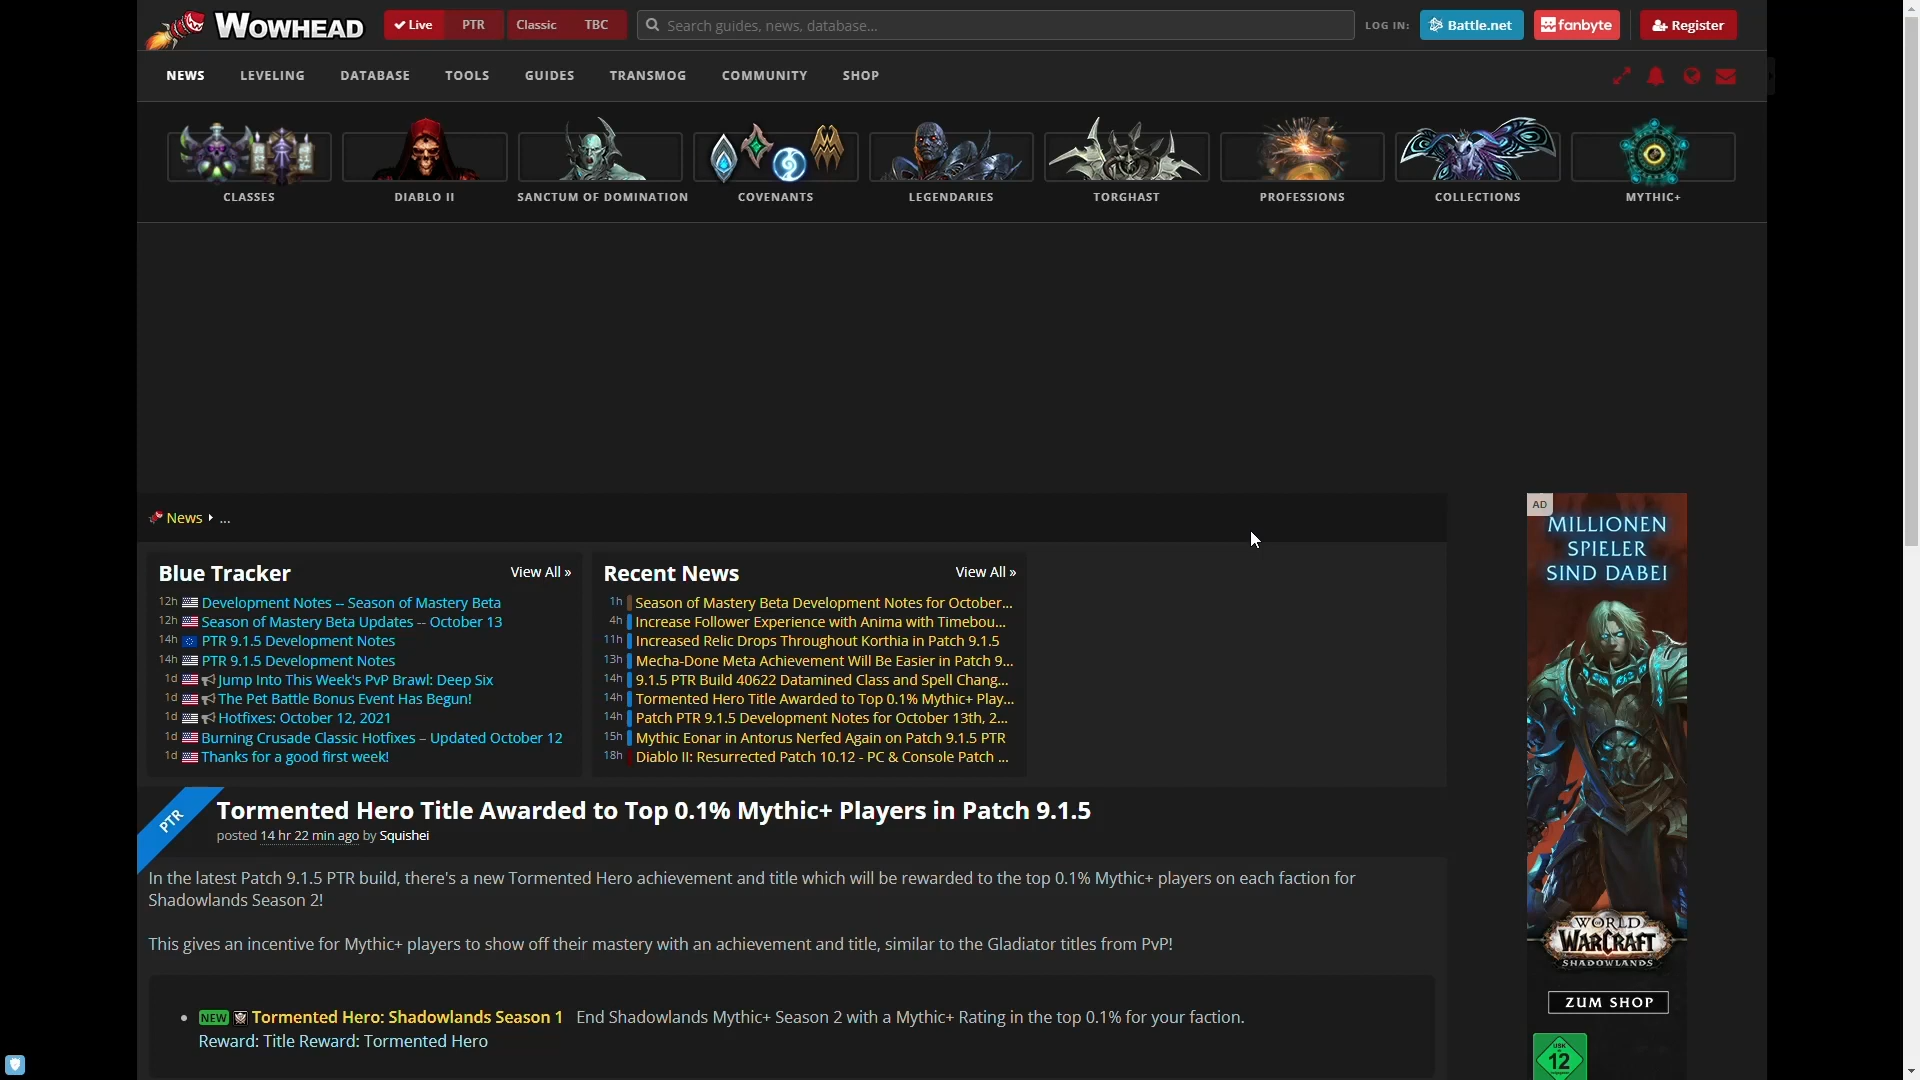 WOWHEAD
Live PTR Classic TBC
Search guides, news, database...
LOG IN: Battle.net fanbyte Register
NEWS LEVELING DATABASE TOOLS GUIDES TRANSMOG COMMUNITY SHOP
CLASSES DIABLO II SANCTUM OF DOMINATION COVENANTS LEGENDARIES TORGHAST PROFESSIONS COLLECTIONS MYTHIC+
News ...
Blue Tracker View All »
12h Development Notes -- Season of Mastery Beta
12h Season of Mastery Beta Updates -- October 13
14h PTR 9.1.5 Development Notes
14h PTR 9.1.5 Development Notes
1d Jump Into This Week's PvP Brawl: Deep Six
1d The Pet Battle Bonus Event Has Begun!
1d Hotfixes: October 12, 2021
1d Burning Crusade Classic Hotfixes – Updated October 12
1d Thanks for a good first week!
Recent News View All »
1h Season of Mastery Beta Development Notes for October...
4h Increase Follower Experience with Anima with Timebou...
11h Increased Relic Drops Throughout Korthia in Patch 9.1.5
13h Mecha-Done Meta Achievement Will Be Easier in Patch 9...
14h 9.1.5 PTR Build 40622 Datamined Class and Spell Chang...
14h Tormented Hero Title Awarded to Top 0.1% Mythic+ Play...
14h Patch PTR 9.1.5 Development Notes for October 13th, 2...
15h Mythic Eonar in Antorus Nerfed Again on Patch 9.1.5 PTR
18h Diablo II: Resurrected Patch 10.12 - PC & Console Patch ...
PTR
Tormented Hero Title Awarded to Top 0.1% Mythic+ Players in Patch 9.1.5
posted 14 hr 22 min ago by Squishei
In the latest Patch 9.1.5 PTR build, there's a new Tormented Hero achievement and title which will be rewarded to the top 0.1% Mythic+ players on each faction for
Shadowlands Season 2!
This gives an incentive for Mythic+ players to show off their mastery with an achievement and title, similar to the Gladiator titles from PvP!
• NEW Tormented Hero: Shadowlands Season 1 End Shadowlands Mythic+ Season 2 with a Mythic+ Rating in the top 0.1% for your faction.
Reward: Title Reward: Tormented Hero
AD
MILLIONEN
SPIELER
SIND DABEI
WORLD
WARCRAFT
SHADOWLANDS
ZUM SHOP
USK
12